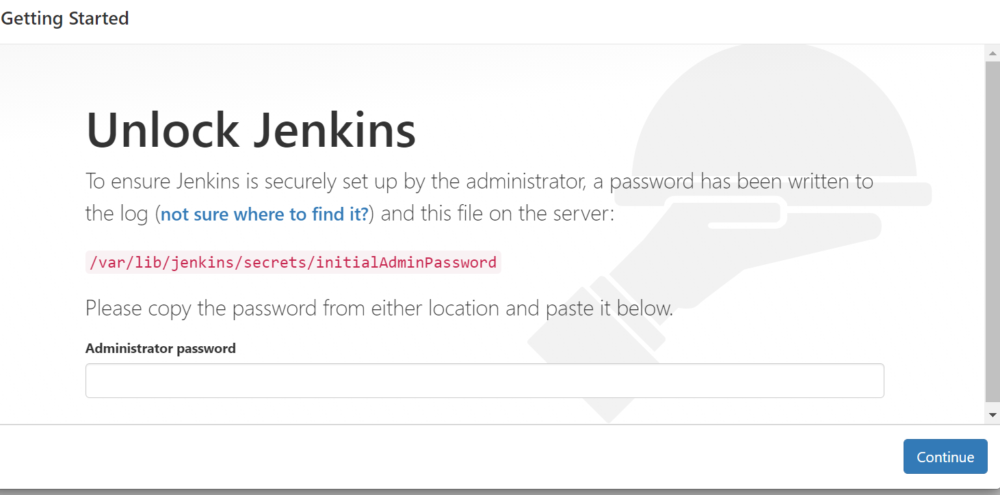 Getting Started
Unlock Jenkins
To ensure Jenkins is securely set up by the administrator, a password has been written to
the log (not sure where to find it?) and this file on the server:
/var/lib/jenkins/secrets/initialAdminPassword
Please copy the password from either location and paste it below.
Administrator password
Continue